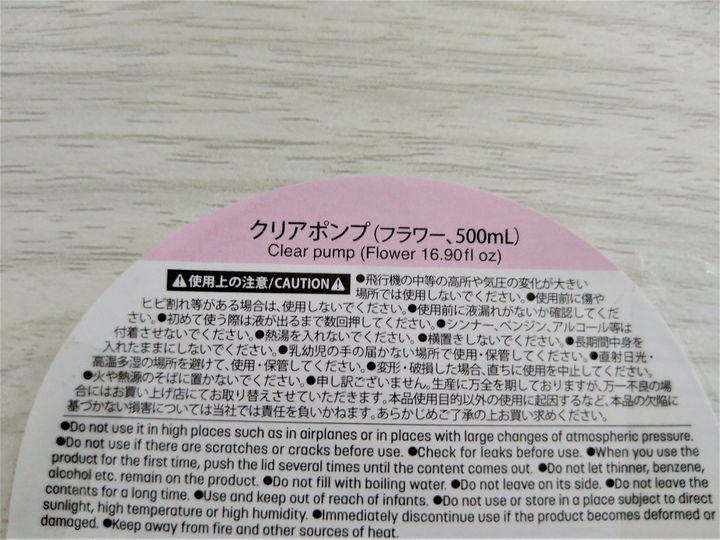 クリアポンプ(フラワー、500mL)
Clear pump (Flower 16.90fl oz)
⚠使用上の注意/CAUTION⚠ ●飛行機の中等の高所や気圧の変化が大きい
場所では使用しないでください。●使用前に傷や
ヒビ割れ等がある場合は、使用しないでください。●使用前に液漏れがないか確認してくだ
さい。●初めて使う際は液が出るまで数回押してください。●シンナー、ベンジン、アルコール等は
付着させないでください。●熱湯を入れないでください。●横置きしないでください。●長期間中身を
入れたままにしないでください。●乳幼児の手の届かない場所で使用・保管してください。●直射日光・
高温多湿の場所を避けて、使用・保管してください。●変形・破損した場合、直ちに使用を中止してください。
●火や熱源のそばに置かないでください。●申し訳ございません。生産に万全を期しておりますが、万一不良の場
合にはお買い上げ店にてお取り替えさせていただきます。本品使用目的以外の使用に起因するなど、本品の欠陥に
基づかない損害については当社では責任を負いかねます。あらかじめご了承の上お買い求めください。
●Do not use it in high places such as in airplanes or in places with large changes of atmospheric pressure.
●Do not use if there are scratches or cracks before use. ●Check for leaks before use. ●When you use the
product for the first time, push the lid several times until the content comes out. ●Do not let thinner, benzene,
alcohol etc. remain on the product. ●Do not fill with boiling water. ●Do not leave on its side. ●Do not leave the
contents for a long time. ●Use and keep out of reach of infants. ●Do not use or store in a place subject to direct
sunlight, high temperature or high humidity. ●Immediately discontinue use if the product becomes deformed or
damaged. ●Keep away from fire and other sources of heat.